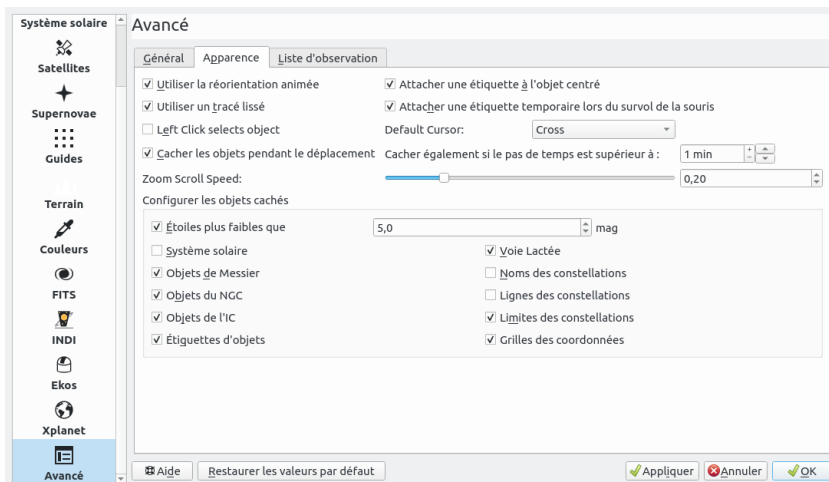 Système solaire
Satellites
Supernovae
Guides
Terrain
Couleurs
FITS
INDI
Ekos
Xplanet
Avancé
Avancé
Général Apparence Liste d'observation
Utiliser la réorientation animée Attacher une étiquette à l'objet centré
Utiliser un tracé lissé Attacher une étiquette temporaire lors du survol de la souris
Left Click selects object Default Cursor: Cross
Cacher les objets pendant le déplacement Cacher également si le pas de temps est supérieur à : 1 min
Zoom Scroll Speed: 0,20
Configurer les objets cachés
Étoiles plus faibles que 5,0 mag
Système solaire Voie Lactée
Objets de Messier Noms des constellations
Objets du NGC Lignes des constellations
Objets de l'IC Limites des constellations
Étiquettes d'objets Grilles des coordonnées
Aide Restaurer les valeurs par défaut Appliquer Annuler OK